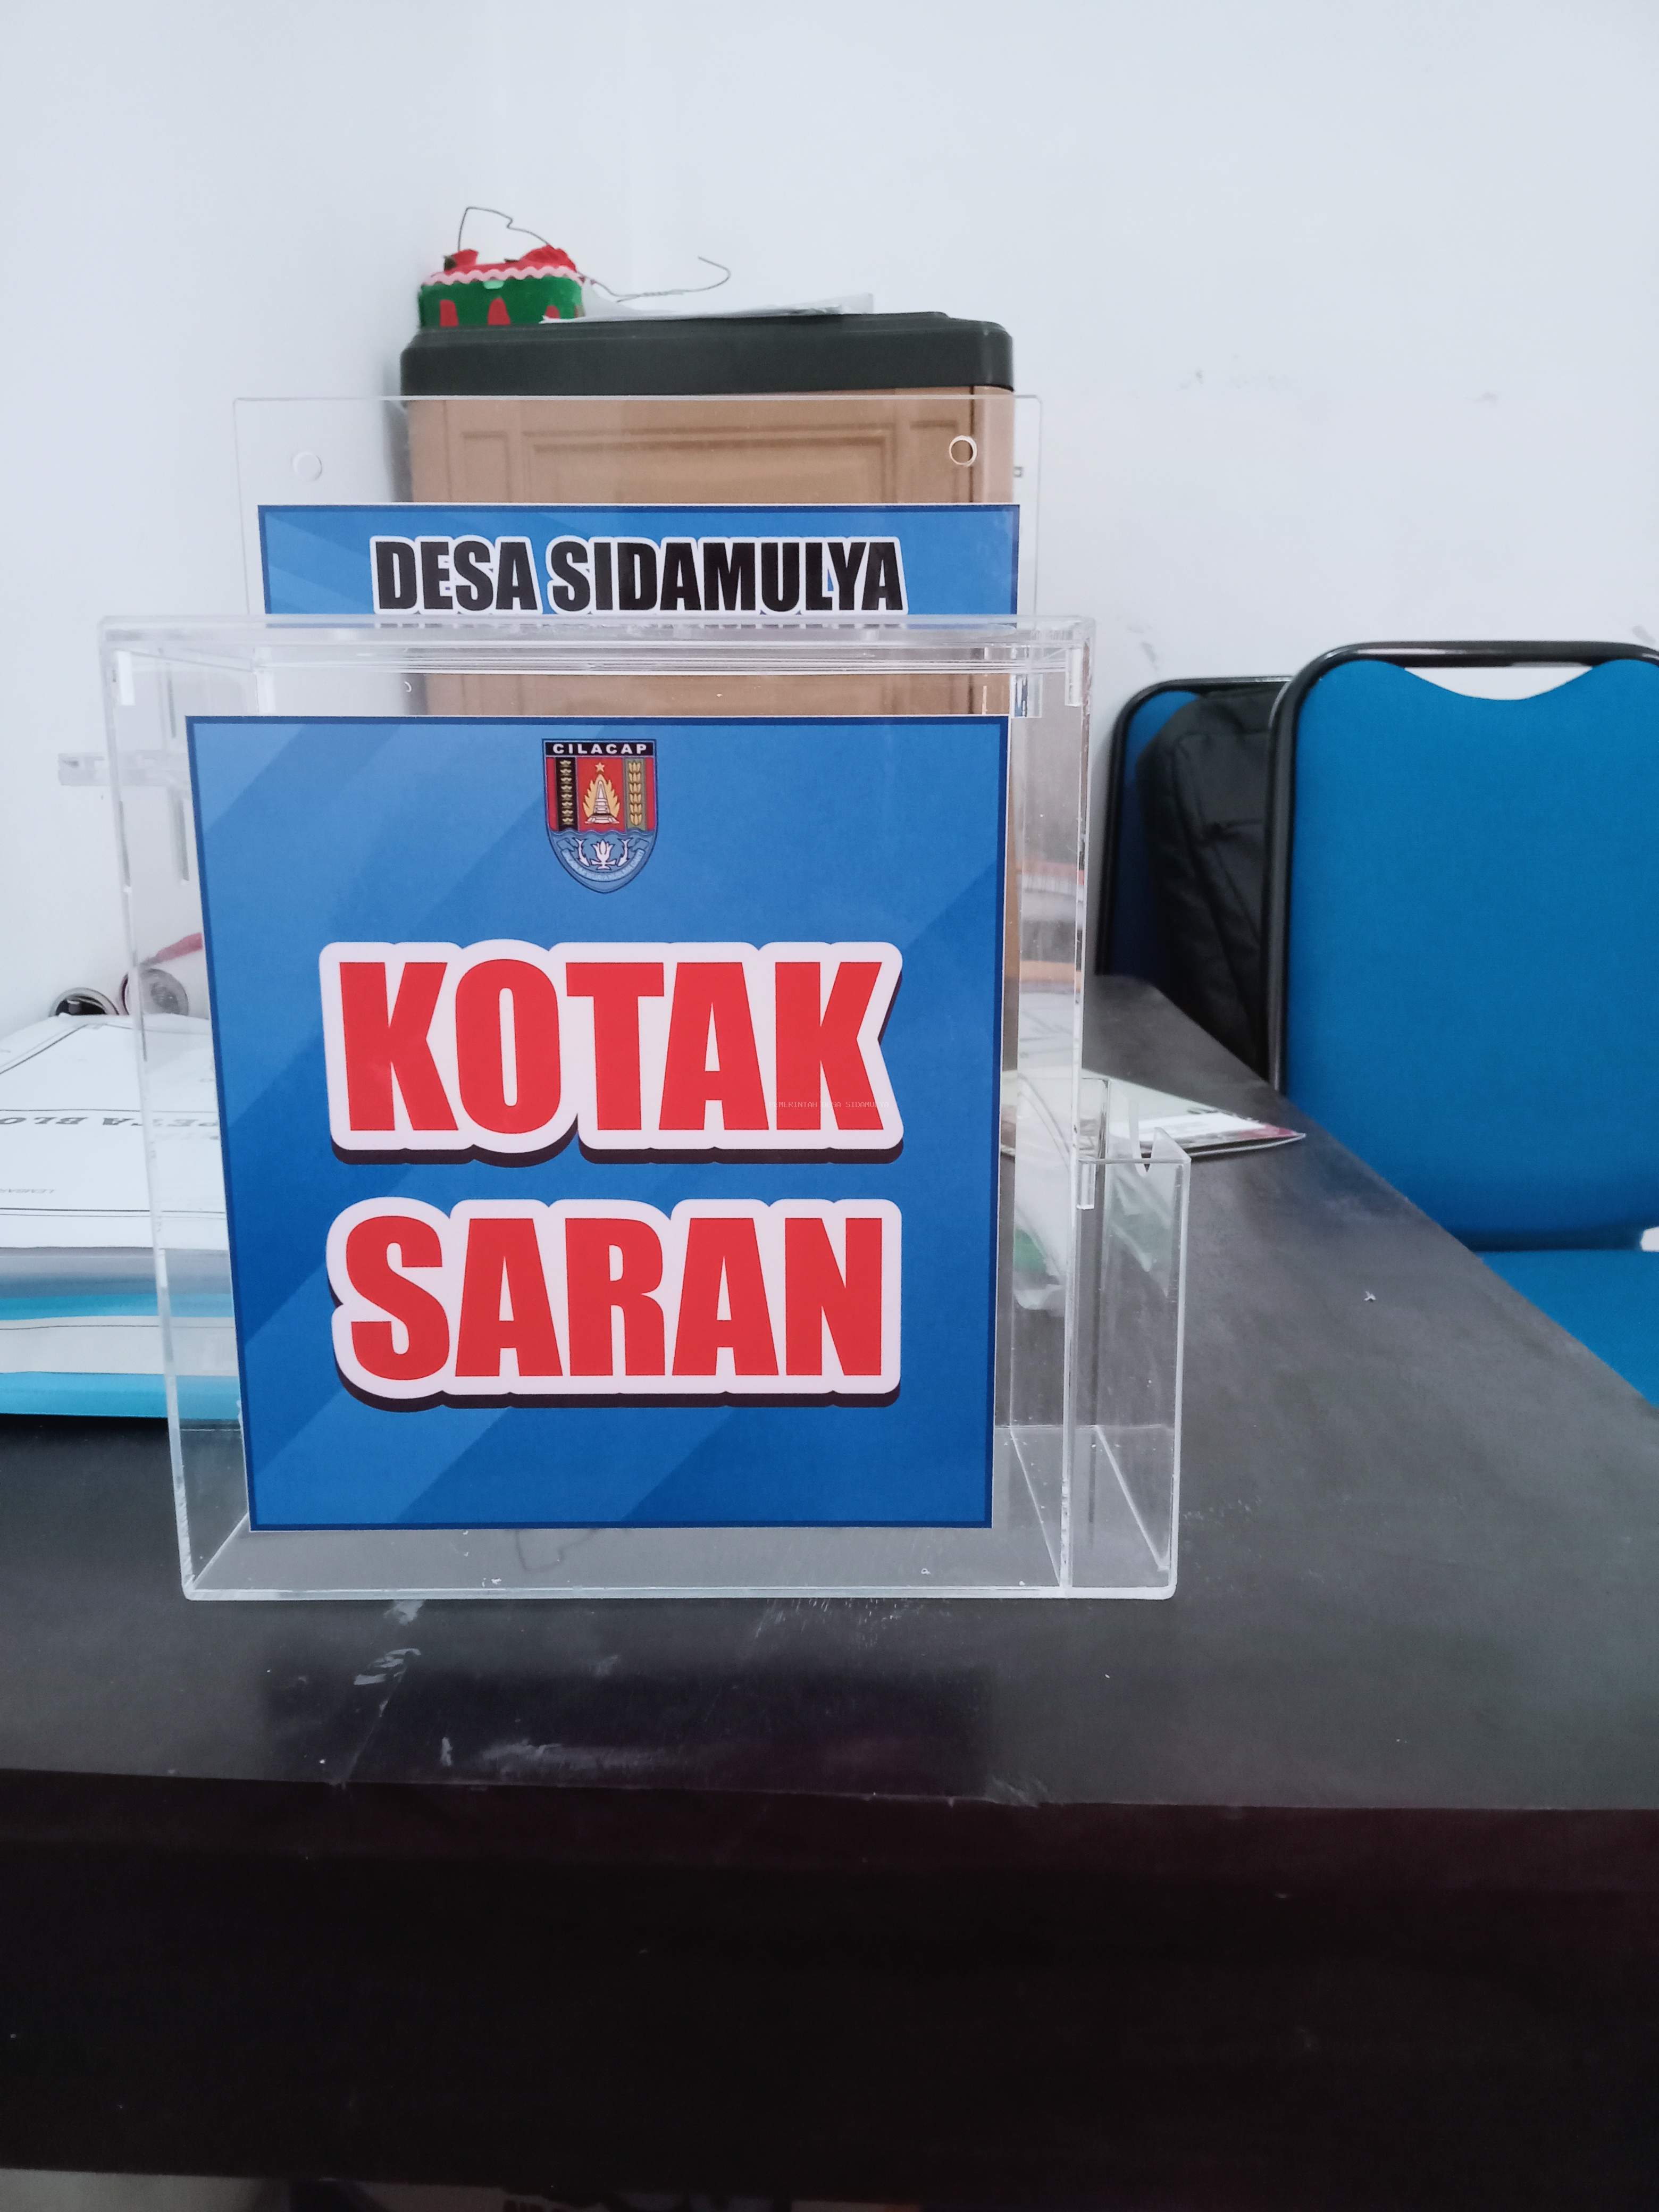 DESA SIDAMULYA
CILACAP
KOTAK
SARAN